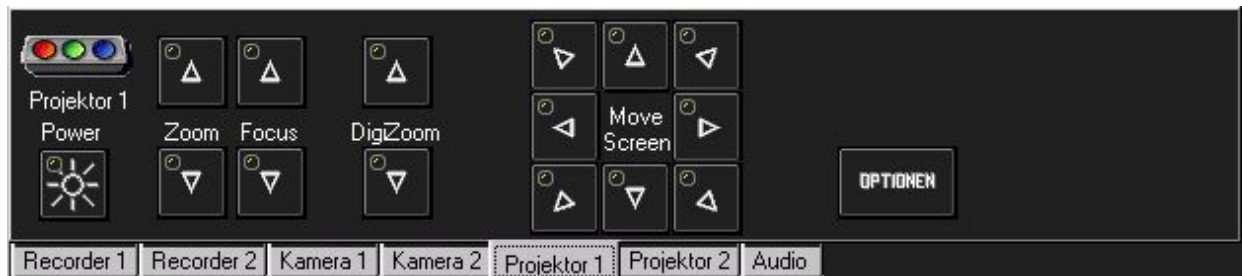 Projektor 1
Power
Zoom
Focus
DigiZoom
Move
Screen
OPTIONEN
Recorder 1
Recorder 2
Kamera 1
Kamera 2
Projektor 1
Projektor 2
Audio